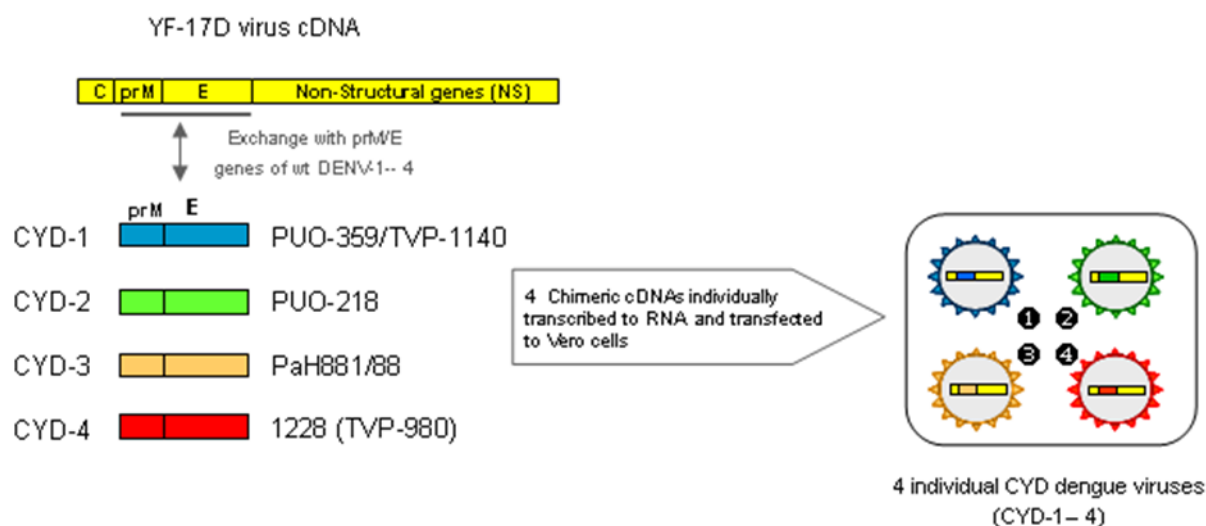 YF-17D virus cDNA
C prM E Non-Structural genes (NS)
Exchange with prM/E
genes of wt DENV-1-- 4
prM E
CYD-1 PUO-359/TVP-1140
CYD-2 PUO-218
CYD-3 PaH881/88
CYD-4 1228 (TVP-980)
4 Chimeric cDNAs individually
transcribed to RNA and transfected
to Vero cells
1 2
3 4
4 individual CYD dengue viruses
(CYD-1– 4)